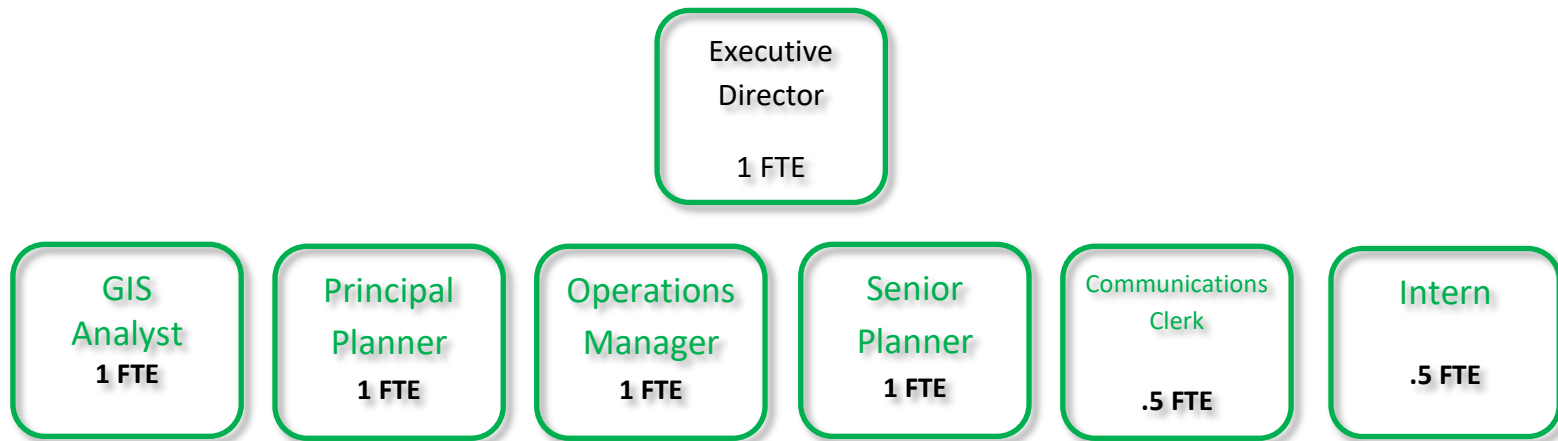 Executive
Director
1 FTE
GIS
Analyst
1 FTE
Principal
Planner
1 FTE
Operations
Manager
1 FTE
Senior
Planner
1 FTE
Communications
Clerk
.5 FTE
Intern
.5 FTE